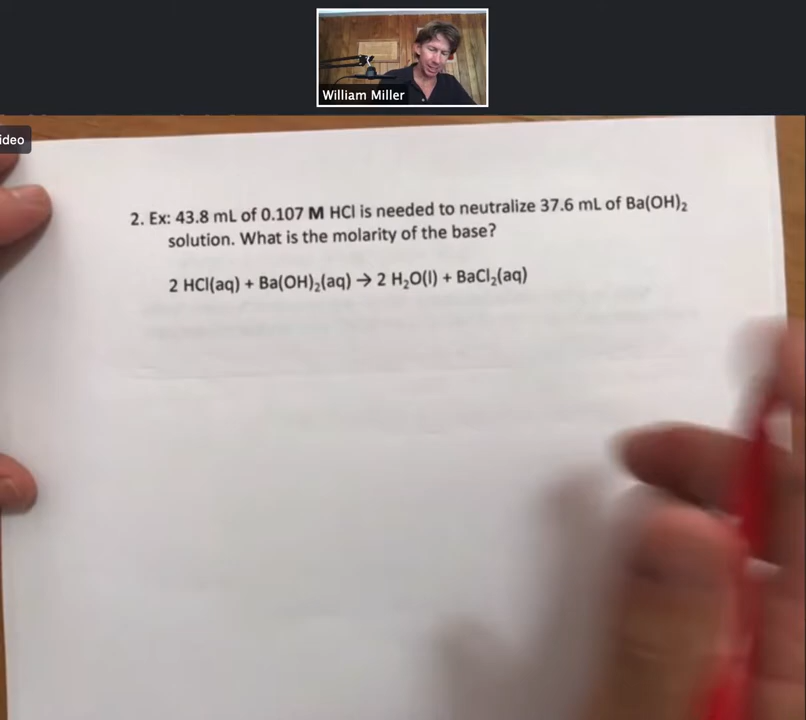 William Miller
ideo
2. Ex: 43.8 mL of 0.107 M HCl is needed to neutralize 37.6 mL of Ba(OH)₂
solution. What is the molarity of the base?
2 HCl(aq) + Ba(OH)₂(aq) → 2 H₂O(l) + BaCl₂(aq)